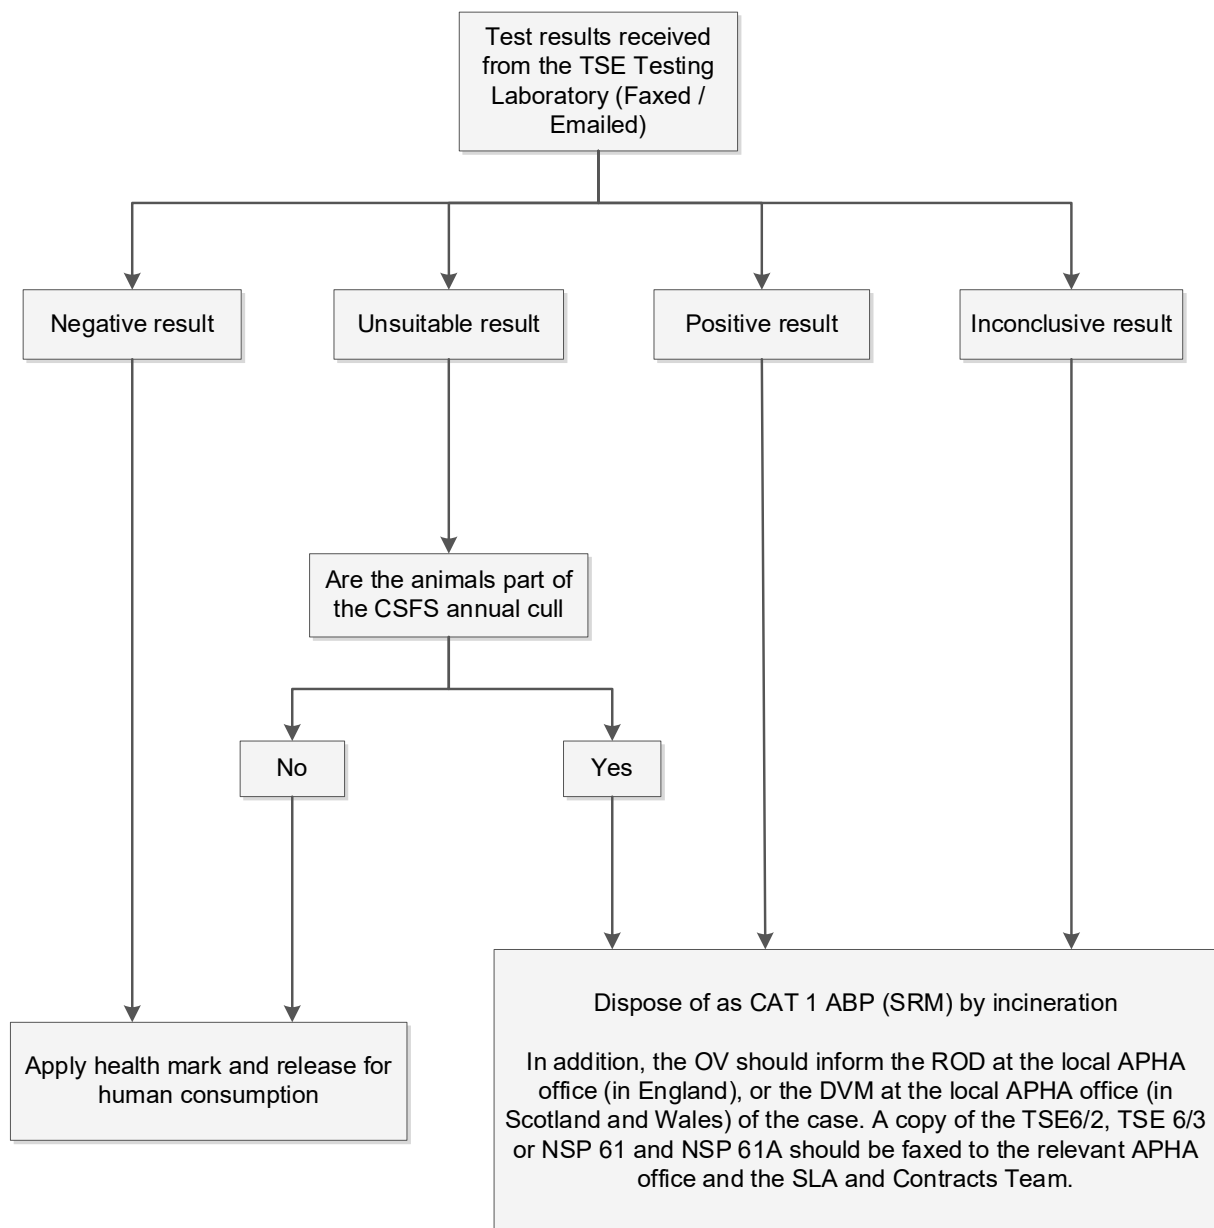 Test results received
from the TSE Testing
Laboratory (Faxed /
Emailed)
Negative result
Unsuitable result
Positive result
Inconclusive result
Are the animals part of
the CSFS annual cull
No
Yes
Apply health mark and release for
human consumption
Dispose of as CAT 1 ABP (SRM) by incineration
In addition, the OV should inform the ROD at the local APHA
office (in England), or the DVM at the local APHA office (in
Scotland and Wales) of the case. A copy of the TSE6/2, TSE 6/3
or NSP 61 and NSP 61A should be faxed to the relevant APHA
office and the SLA and Contracts Team.